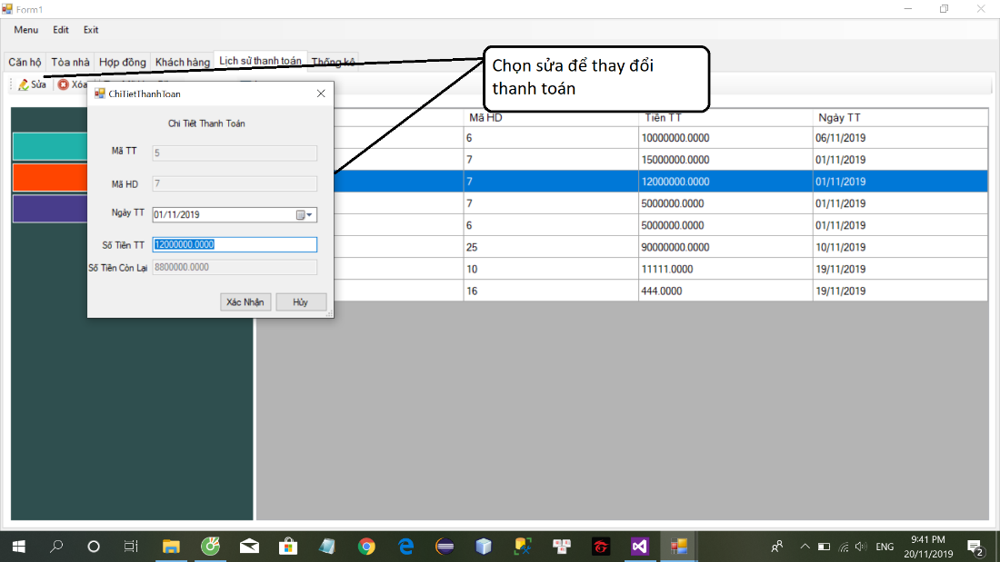 Form1
Menu Edit Exit
Căn hộ Tòa nhà Hợp đồng Khách hàng Lịch sử thanh toán Thống kê
Sửa Xóa
Chọn sửa để thay đổi
thanh toán
ChiTietThanhToan
Chi Tiết Thanh Toán
Mã TT 5
Mã HD 7
Ngày TT 01/11/2019
Số Tiền TT 12000000.0000
Số Tiền Còn Lại 8800000.0000
Xác Nhận Hủy
Mã HD Tiền TT Ngày TT
6 10000000.0000 06/11/2019
7 15000000.0000 01/11/2019
7 12000000.0000 01/11/2019
7 5000000.0000 01/11/2019
6 5000000.0000 01/11/2019
25 90000000.0000 10/11/2019
10 11111.0000 19/11/2019
16 444.0000 19/11/2019
ENG
9:41 PM
20/11/2019
2